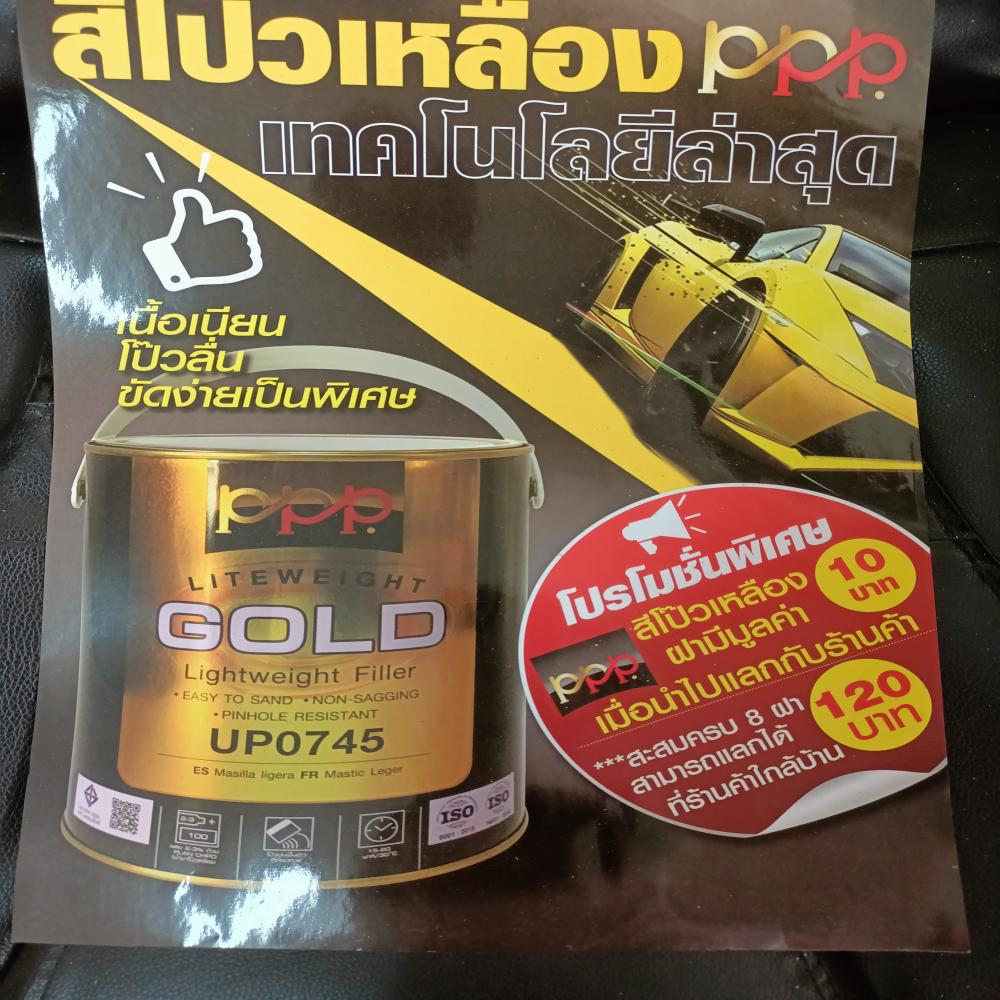 สีโป๊วเหลือง ppp.
เทคโนโลยีล่าสุด
เนื้อเนียน
โป๊วลื่น
ขัดง่ายเป็นพิเศษ
ppp.
LITEWEIGHT
GOLD
Lightweight Filler
• EASY TO SAND • NON-SAGGING
• PINHOLE RESISTANT
UP0745
ES Masilla ligera FR Mastic Leger
2-3% +
100
15-20
ISO
9001 : 2015
ISO
โปรโมชั่นพิเศษ
สีโป๊วเหลือง 10 บาท
ppp. ฝามีมูลค่า
เมื่อนำไปแลกกับร้านค้า
***สะสมครบ 8 ฝา 120 บาท
สามารถแลกได้
ที่ร้านค้าใกล้บ้าน